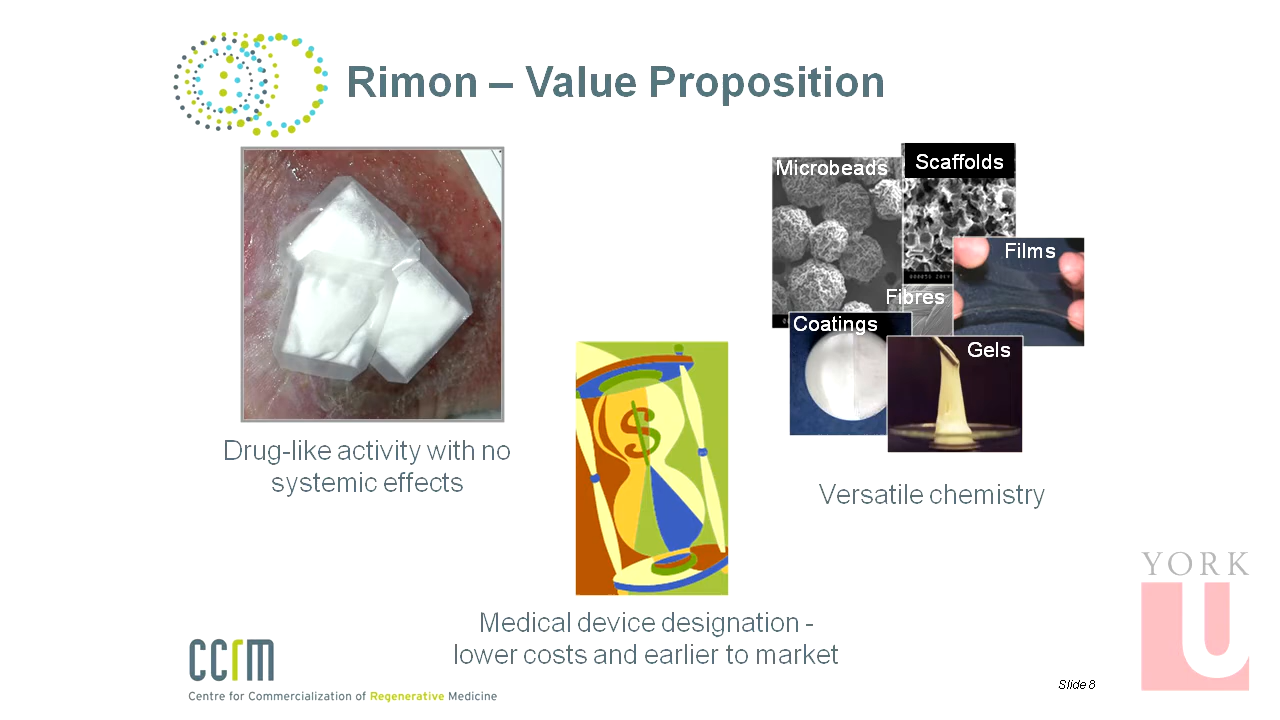 Rimon – Value Proposition
Microbeads
Scaffolds
Films
Fibres
Coatings
Gels
Drug-like activity with no
systemic effects
Versatile chemistry
$
Medical device designation -
lower costs and earlier to market
YORK
U
ccrm
Centre for Commercialization of Regenerative Medicine
Slide 8